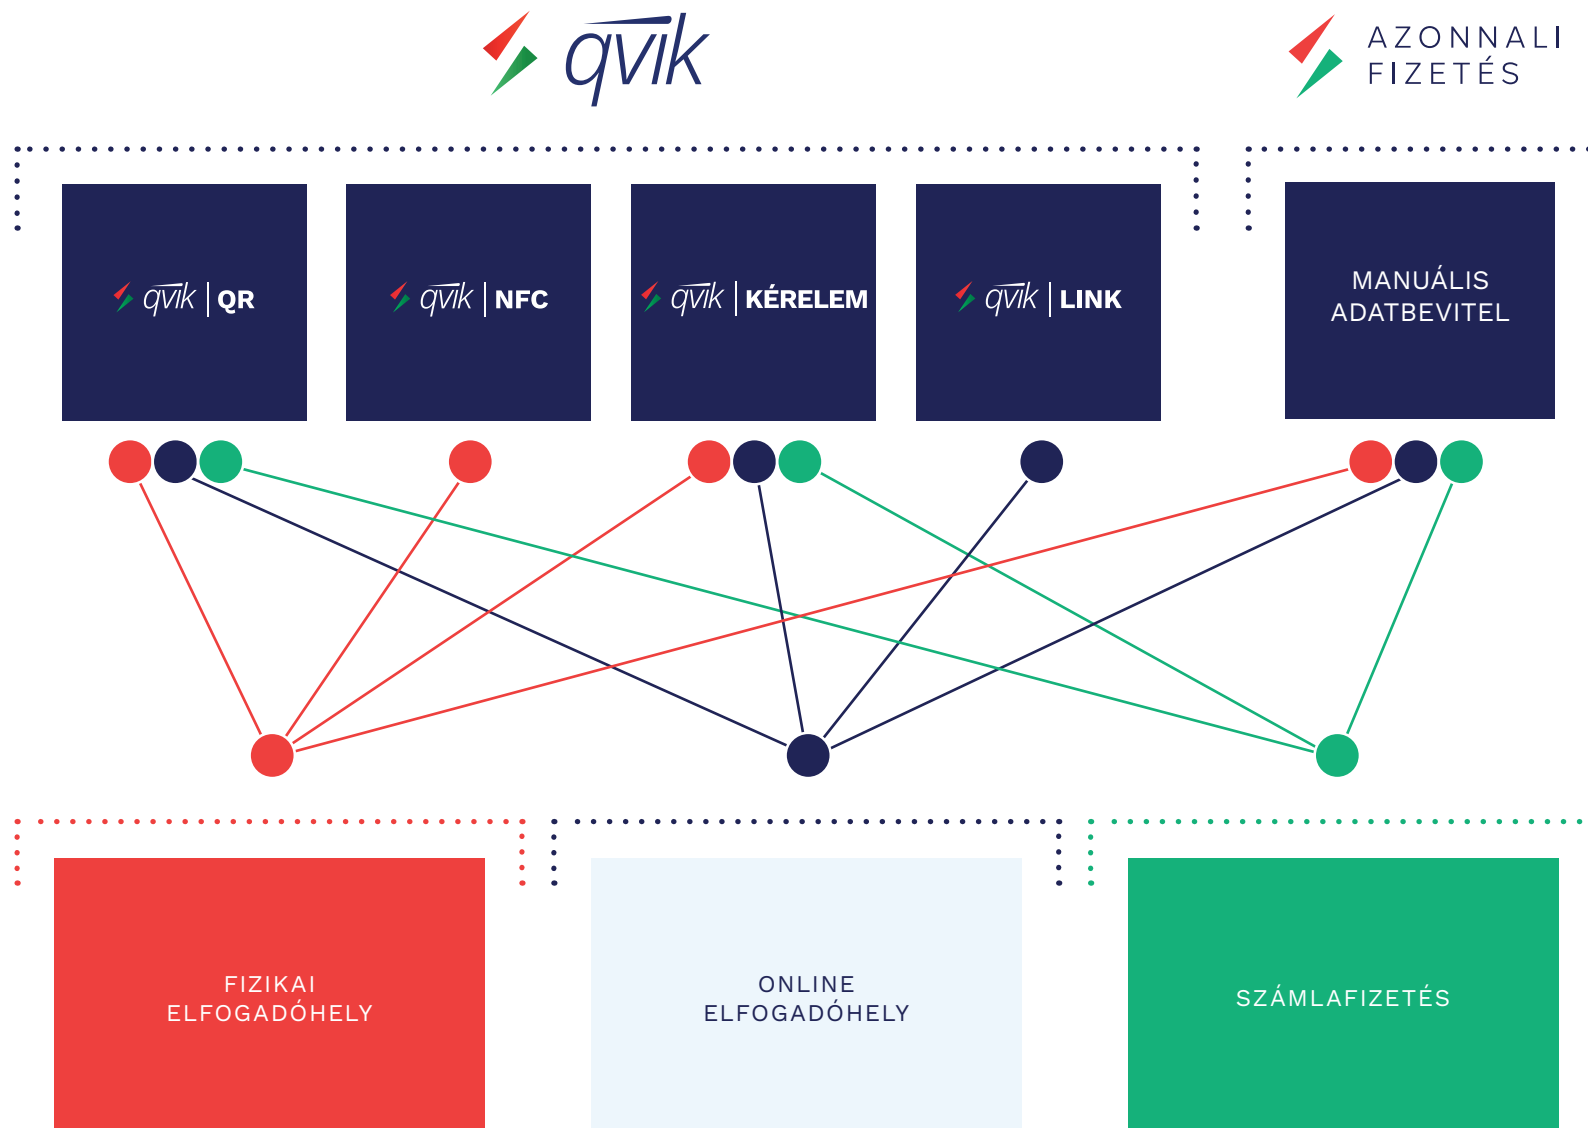 qvik
AZONNALI
FIZETÉS
qvik | QR
qvik | NFC
qvik | KÉRELEM
qvik | LINK
MANUÁLIS
ADATBEVITEL
FIZIKAI
ELFOGADÓHELY
ONLINE
ELFOGADÓHELY
SZÁMLAFIZETÉS